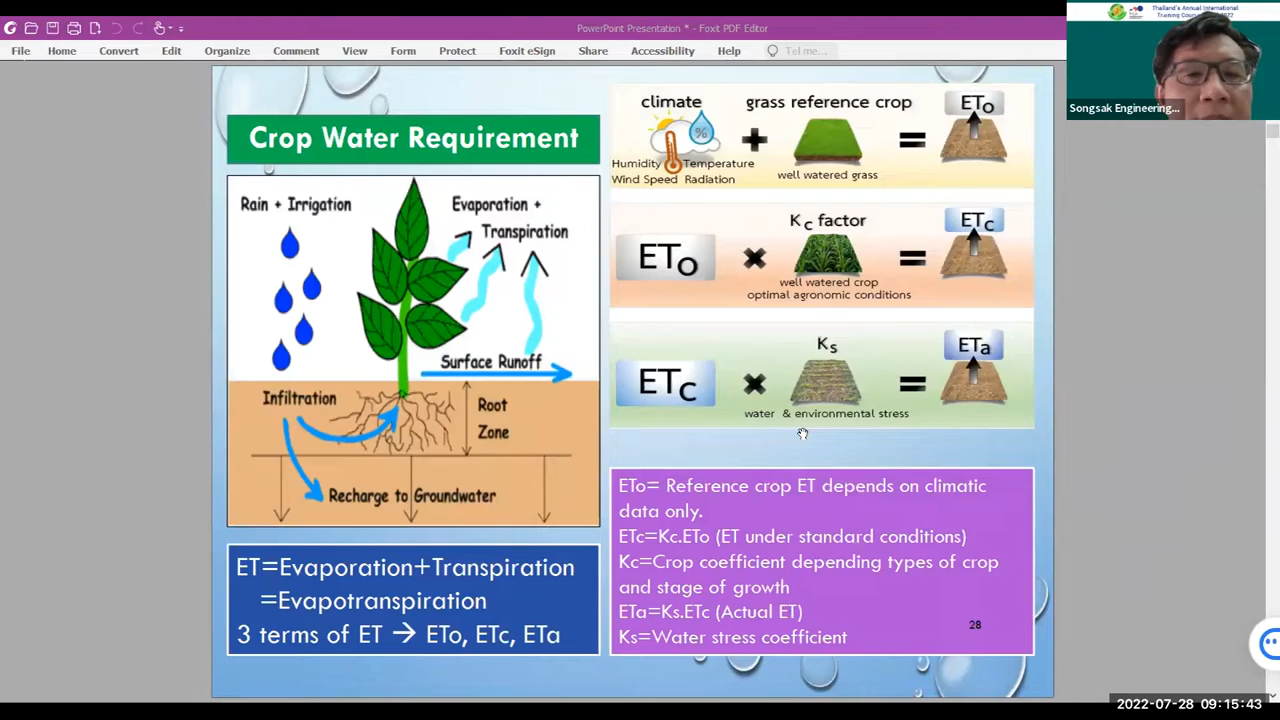 PowerPoint Presentation * - Foxit PDF Editor
File Home Convert Edit Organize Comment View Form Protect Foxit eSign Share Accessibility Help Tell me...
Thailand's Annual International
Songsak Engineering...
Crop Water Requirement
Rain + Irrigation
Evaporation +
Transpiration
Surface Runoff
Infiltration
Root
Zone
Recharge to Groundwater
ET=Evaporation+Transpiration
=Evapotranspiration
3 terms of ET → ETo, ETc, ETa
climate
grass reference crop
ETo
%
+
=
Humidity Temperature
Wind Speed Radiation
well watered grass
Kc factor
ETc
ETo
×
=
well watered crop
optimal agronomic conditions
Ks
ETa
ETc
×
=
water & environmental stress
ETo= Reference crop ET depends on climatic
data only.
ETc=Kc.ETo (ET under standard conditions)
Kc=Crop coefficient depending types of crop
and stage of growth
ETa=Ks.ETc (Actual ET)
Ks=Water stress coefficient
28
2022-07-28 09:15:43